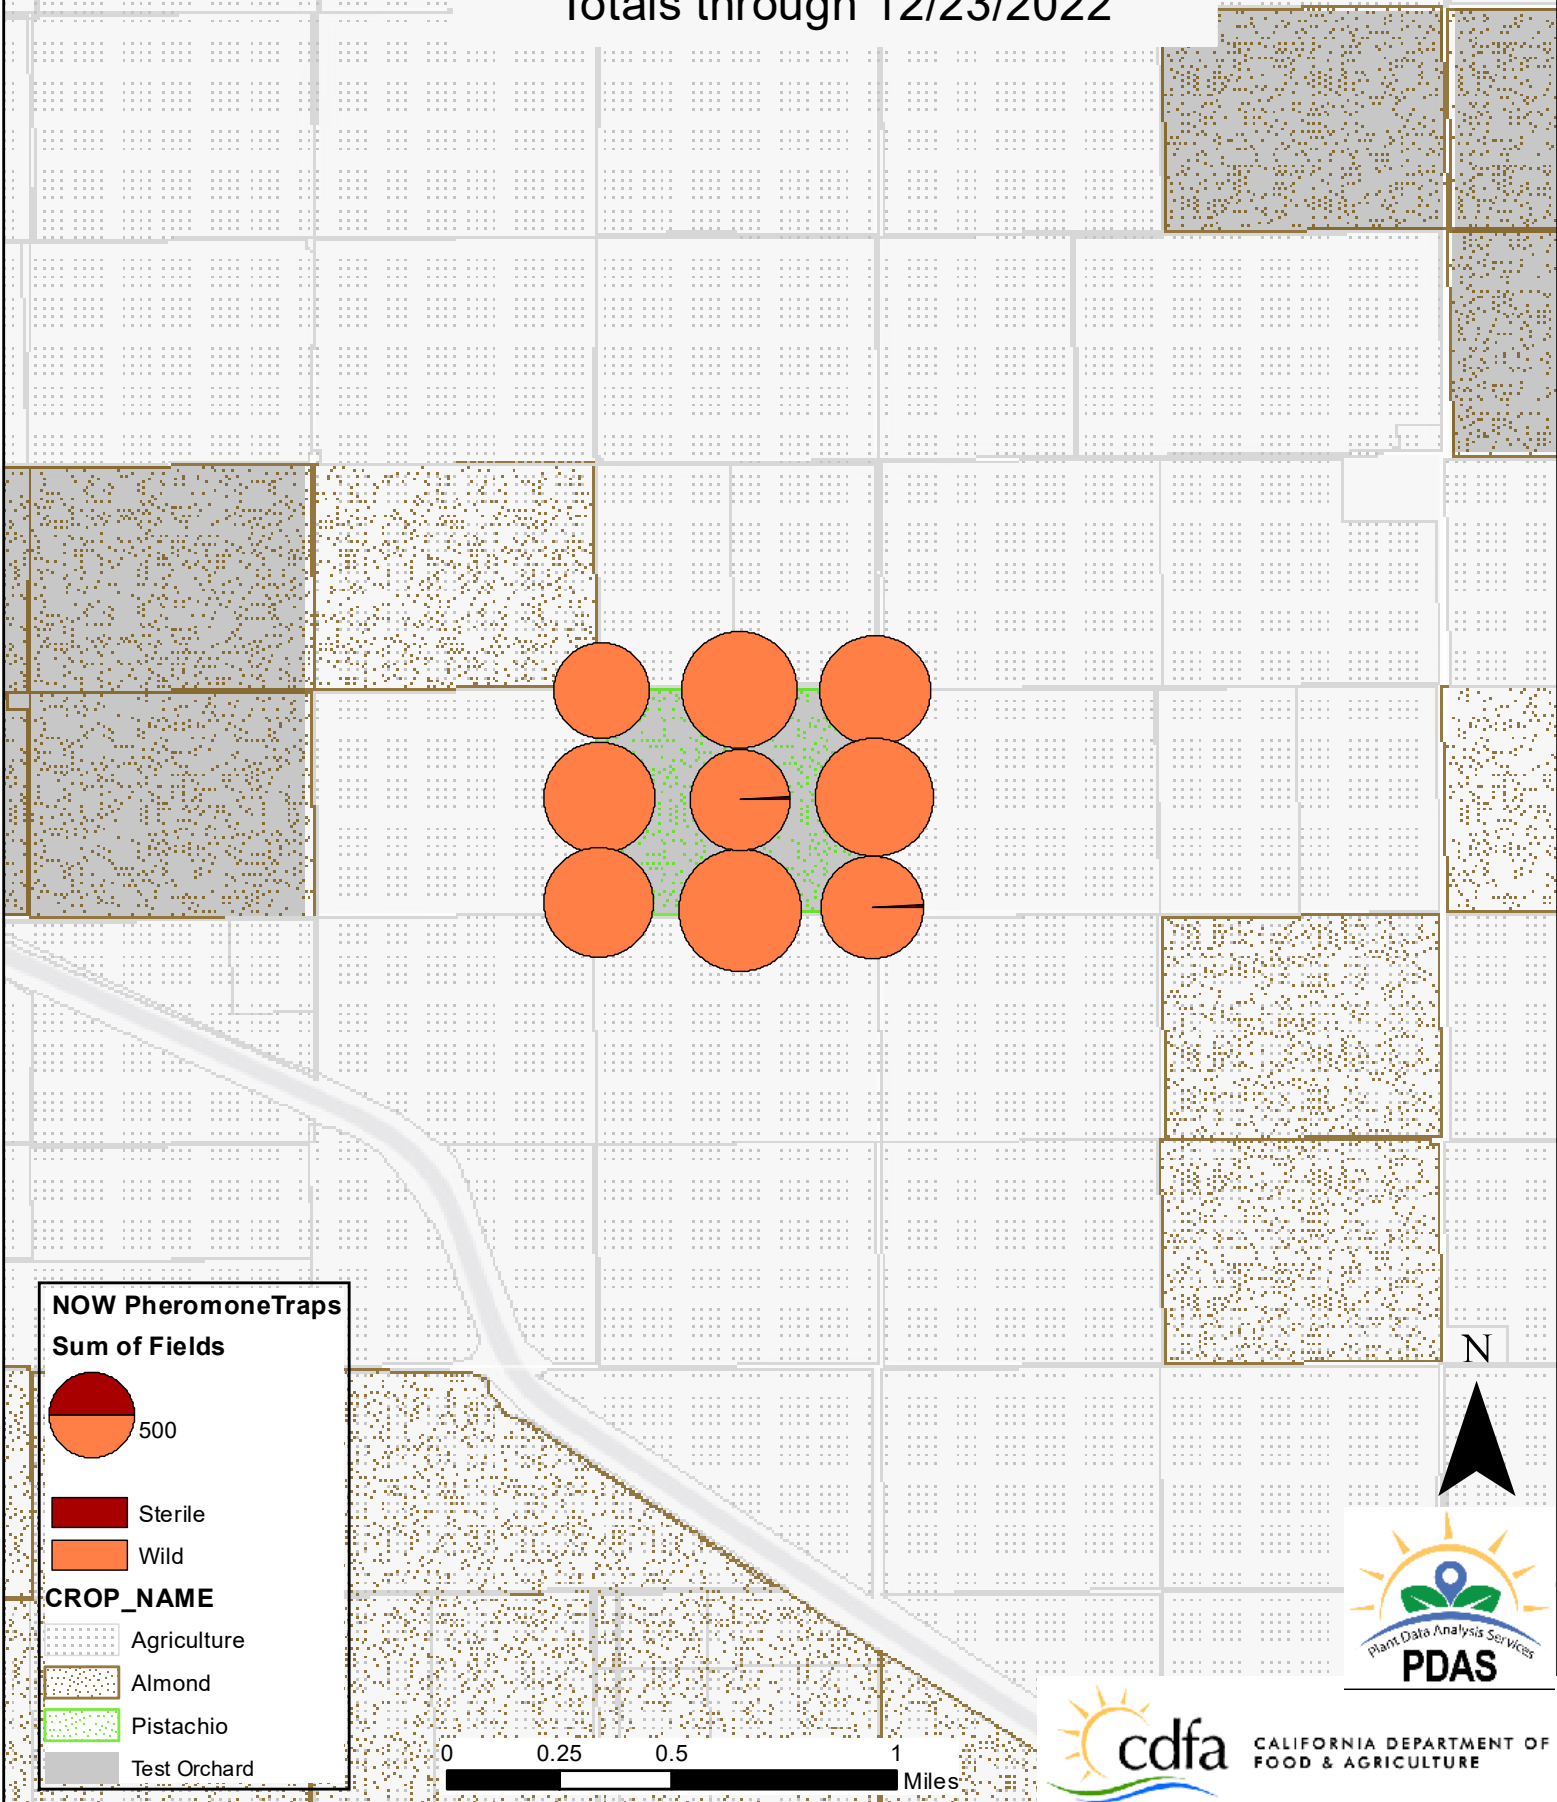 Totals through 12/23/2022
NOW PheromoneTraps
Sum of Fields
500
Sterile
Wild
CROP_NAME
Agriculture
Almond
Pistachio
Test Orchard
0 0.25 0.5 1
Miles
N
Plant Data Analysis Services
PDAS
cdfa
CALIFORNIA DEPARTMENT OF
FOOD & AGRICULTURE